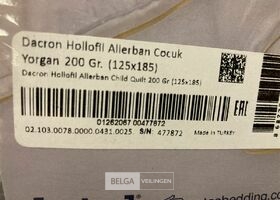 Dacron Hollofil Allerban Cocuk
Yorgan 200 Gr. (125x185)
Dacron Hollofil Allerban Child Quilt 200 Gr (125x185)
01262067 00477872
02.103.0078.0000.0431.0025. S/N: 477872 Made in TURKEY
EAC
BELGA VEILINGEN